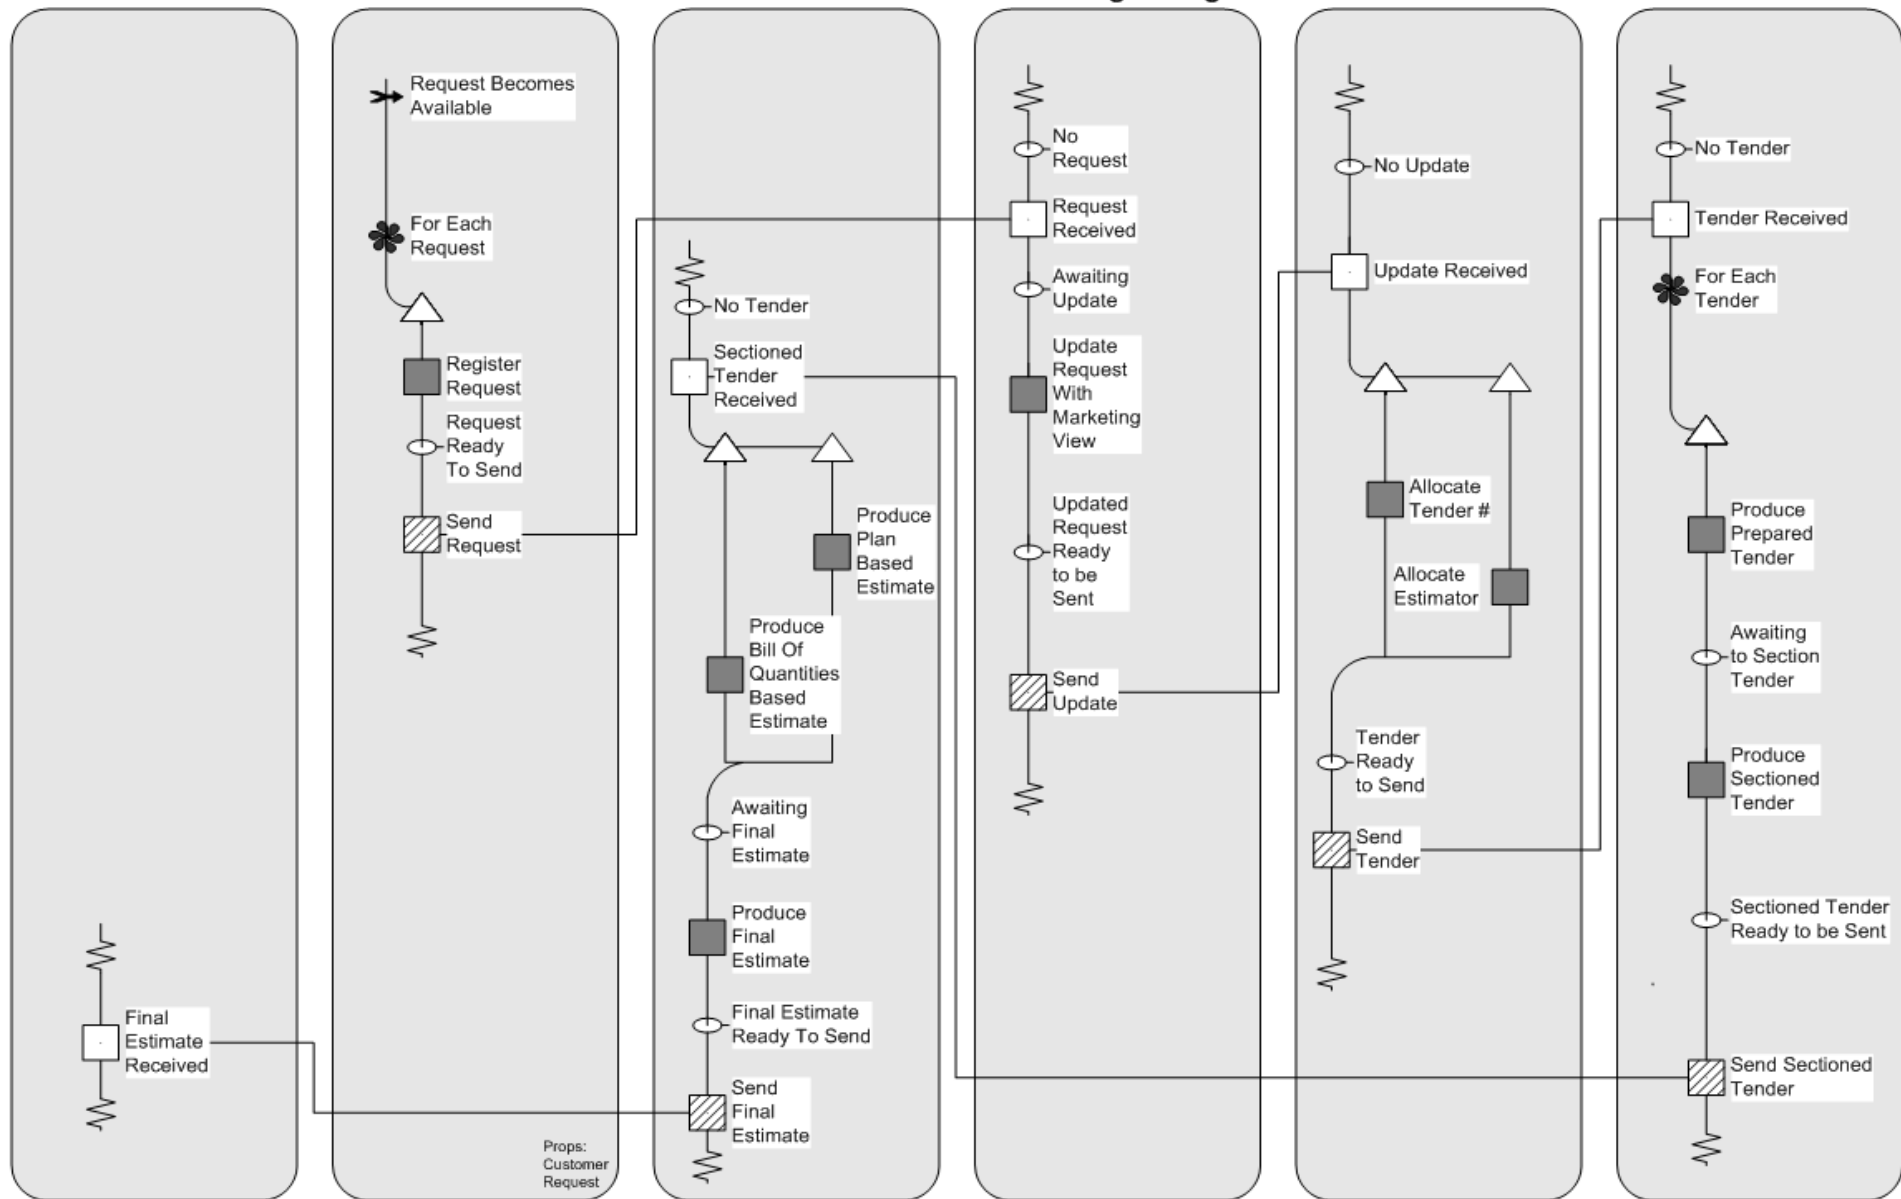 Request Becomes
Available
For Each
Request
Register
Request
Request
Ready
To Send
Send
Request
Props:
Customer
Request
Final
Estimate
Received
No Tender
Sectioned
Tender
Received
Produce
Plan
Based
Estimate
Produce
Bill Of
Quantities
Based
Estimate
Awaiting
Final
Estimate
Produce
Final
Estimate
Final Estimate
Ready To Send
Send
Final
Estimate
No
Request
Request
Received
Awaiting
Update
Update
Request
With
Marketing
View
Updated
Request
Ready
to be
Sent
Send
Update
No Update
Update Received
Allocate
Tender #
Allocate
Estimator
Tender
Ready
to Send
Send
Tender
No Tender
Tender Received
For Each
Tender
Produce
Prepared
Tender
Awaiting
to Section
Tender
Produce
Sectioned
Tender
Sectioned Tender
Ready to be Sent
Send Sectioned
Tender